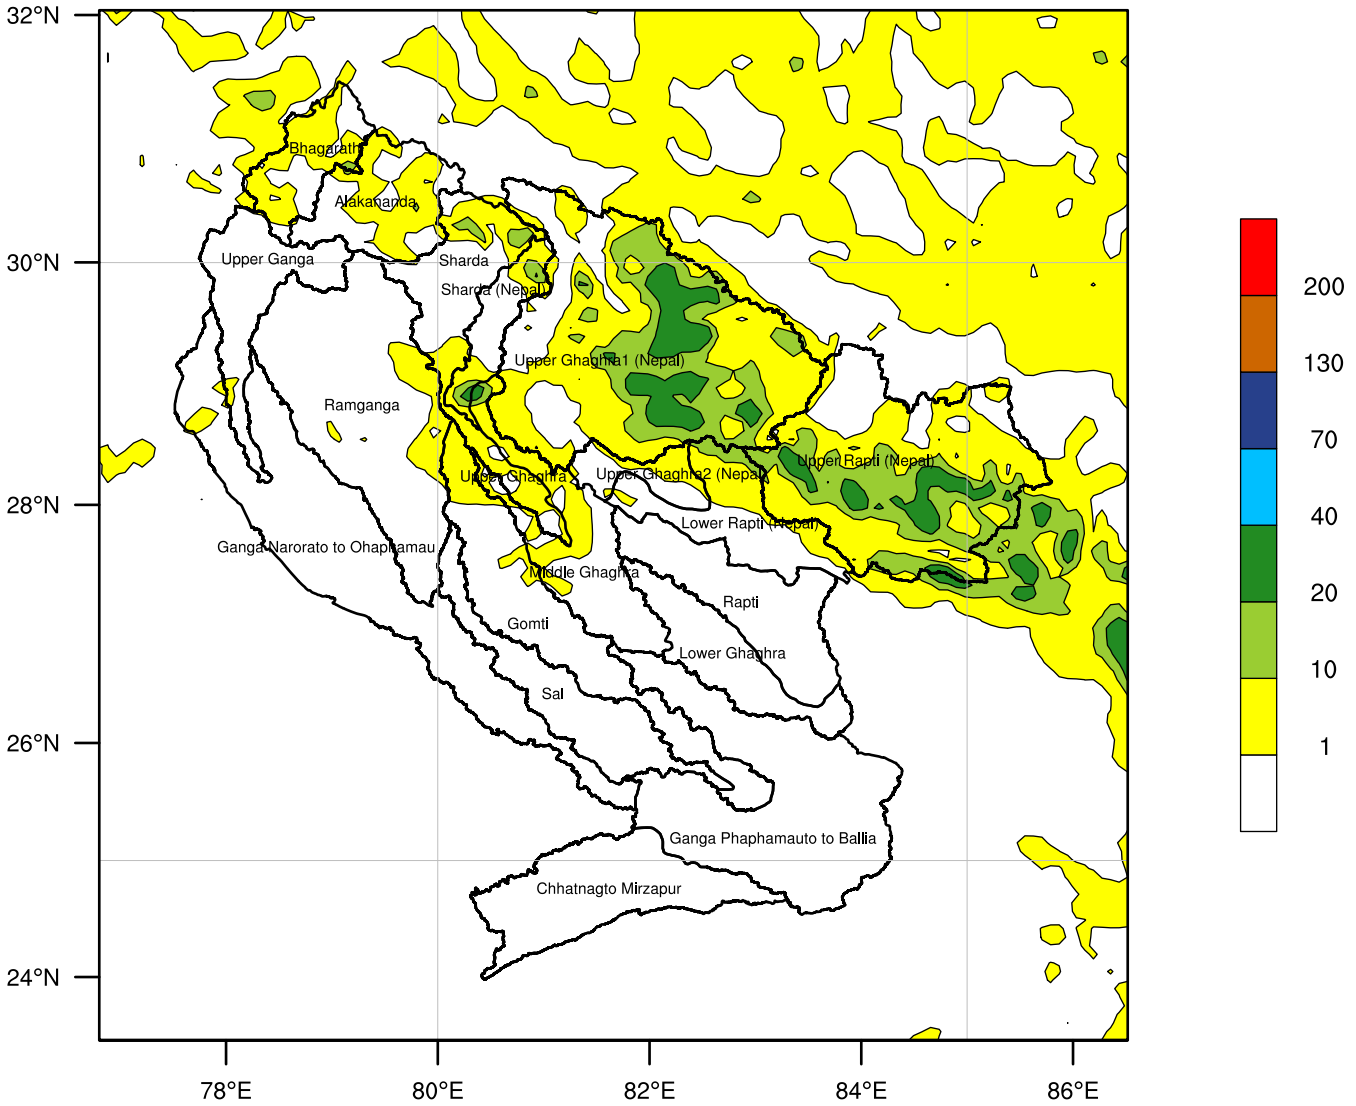 32°N
30°N
28°N
26°N
24°N
78°E
80°E
82°E
84°E
86°E
Bhagarath
Alakananda
Upper Ganga
Sharda
Sharda (Nepal)
Upper Ghaghra1 (Nepal)
Ramganga
Upper Ghaghra
Upper Ghaghra2 (Nepal)
Upper Rapti (Nepal)
Lower Rapti (Nepal)
Ganga Narorato to Ohaphamau
Middle Ghaghra
Rapti
Gomti
Lower Ghaghra
Sal
Ganga Phaphamauto to Ballia
Chhatnagto Mirzapur
200
130
70
40
20
10
1